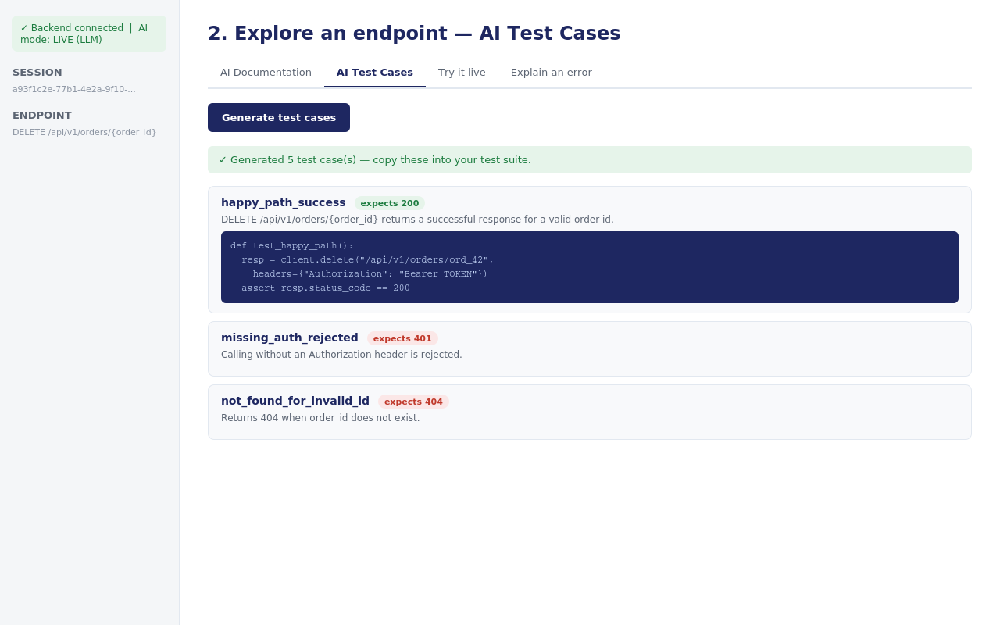 ✓ Backend connected | AI
mode: LIVE (LLM)
SESSION
a93f1c2e-77b1-4e2a-9f10-...
ENDPOINT
DELETE /api/v1/orders/{order_id}
2. Explore an endpoint — AI Test Cases
AI Documentation AI Test Cases Try it live Explain an error
Generate test cases
✓ Generated 5 test case(s) — copy these into your test suite.
happy_path_success expects 200
DELETE /api/v1/orders/{order_id} returns a successful response for a valid order id.
def test_happy_path():
  resp = client.delete("/api/v1/orders/ord_42",
    headers={"Authorization": "Bearer TOKEN"})
  assert resp.status_code == 200
missing_auth_rejected expects 401
Calling without an Authorization header is rejected.
not_found_for_invalid_id expects 404
Returns 404 when order_id does not exist.